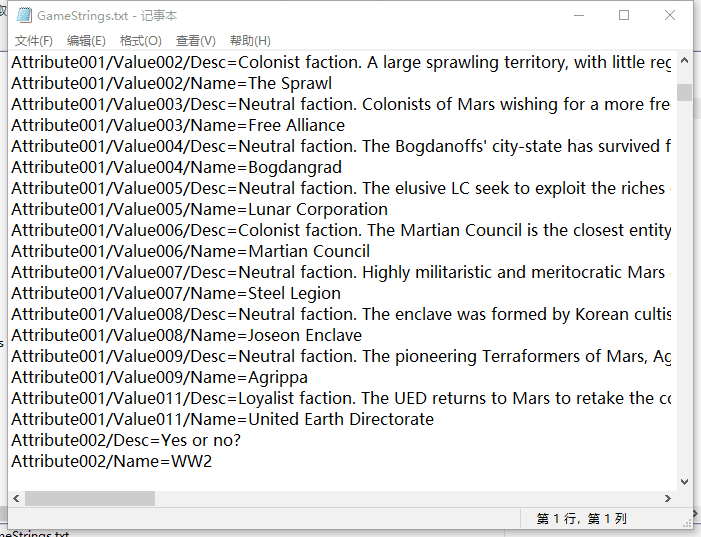 GameStrings.txt - 记事本
文件(F) 编辑(E) 格式(O) 查看(V) 帮助(H)
Attribute001/Value002/Desc=Colonist faction. A large sprawling territory, with little reg
Attribute001/Value002/Name=The Sprawl
Attribute001/Value003/Desc=Neutral faction. Colonists of Mars wishing for a more fre
Attribute001/Value003/Name=Free Alliance
Attribute001/Value004/Desc=Neutral faction. The Bogdanoffs' city-state has survived f
Attribute001/Value004/Name=Bogdangrad
Attribute001/Value005/Desc=Neutral faction. The elusive LC seek to exploit the riches
Attribute001/Value005/Name=Lunar Corporation
Attribute001/Value006/Desc=Colonist faction. The Martian Council is the closest entity
Attribute001/Value006/Name=Martian Council
Attribute001/Value007/Desc=Neutral faction. Highly militaristic and meritocratic Mars
Attribute001/Value007/Name=Steel Legion
Attribute001/Value008/Desc=Neutral faction. The enclave was formed by Korean cultis
Attribute001/Value008/Name=Joseon Enclave
Attribute001/Value009/Desc=Neutral faction. The pioneering Terraformers of Mars, Ag
Attribute001/Value009/Name=Agrippa
Attribute001/Value011/Desc=Loyalist faction. The UED returns to Mars to retake the co
Attribute001/Value011/Name=United Earth Directorate
Attribute002/Desc=Yes or no?
Attribute002/Name=WW2
第 1 行，第 1 列